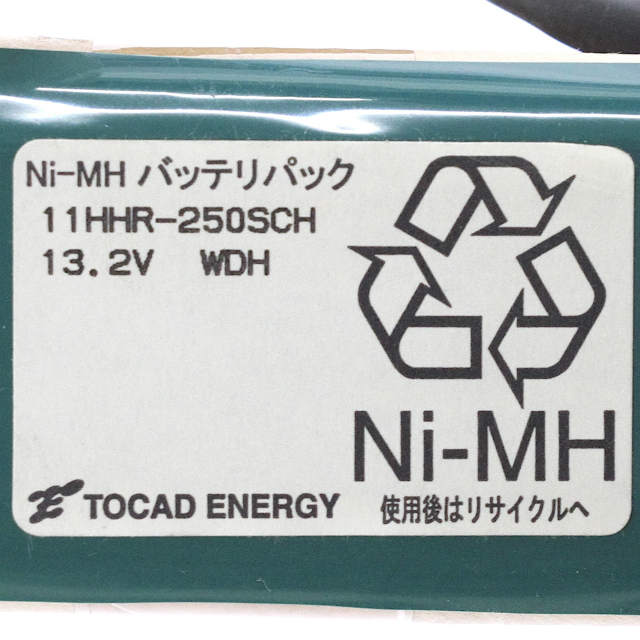 Ni-MH バッテリパック
11HHR-250SCH
13.2V WDH
Ni-MH
TOCAD ENERGY
使用後はリサイクルへ